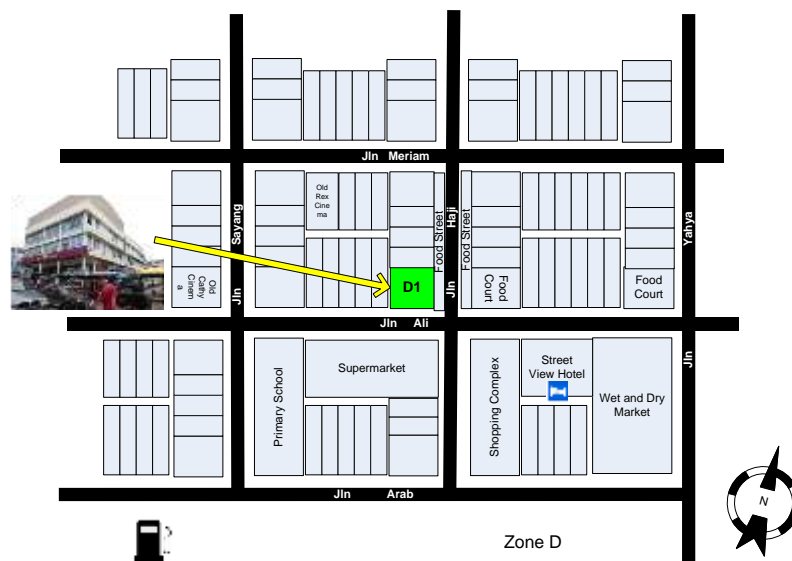 Jln Meriam
Old
Rex
Cine
ma
Sayang
Jln
Food Street
Haji
Jln
Food Street
Yahya
Jln
Old
Cathy
Cinem
a
D1
Food
Court
Food
Court
Jln Ali
Primary School
Supermarket
Shopping Complex
Street
View Hotel
Wet and Dry
Market
Jln Arab
N
Zone D